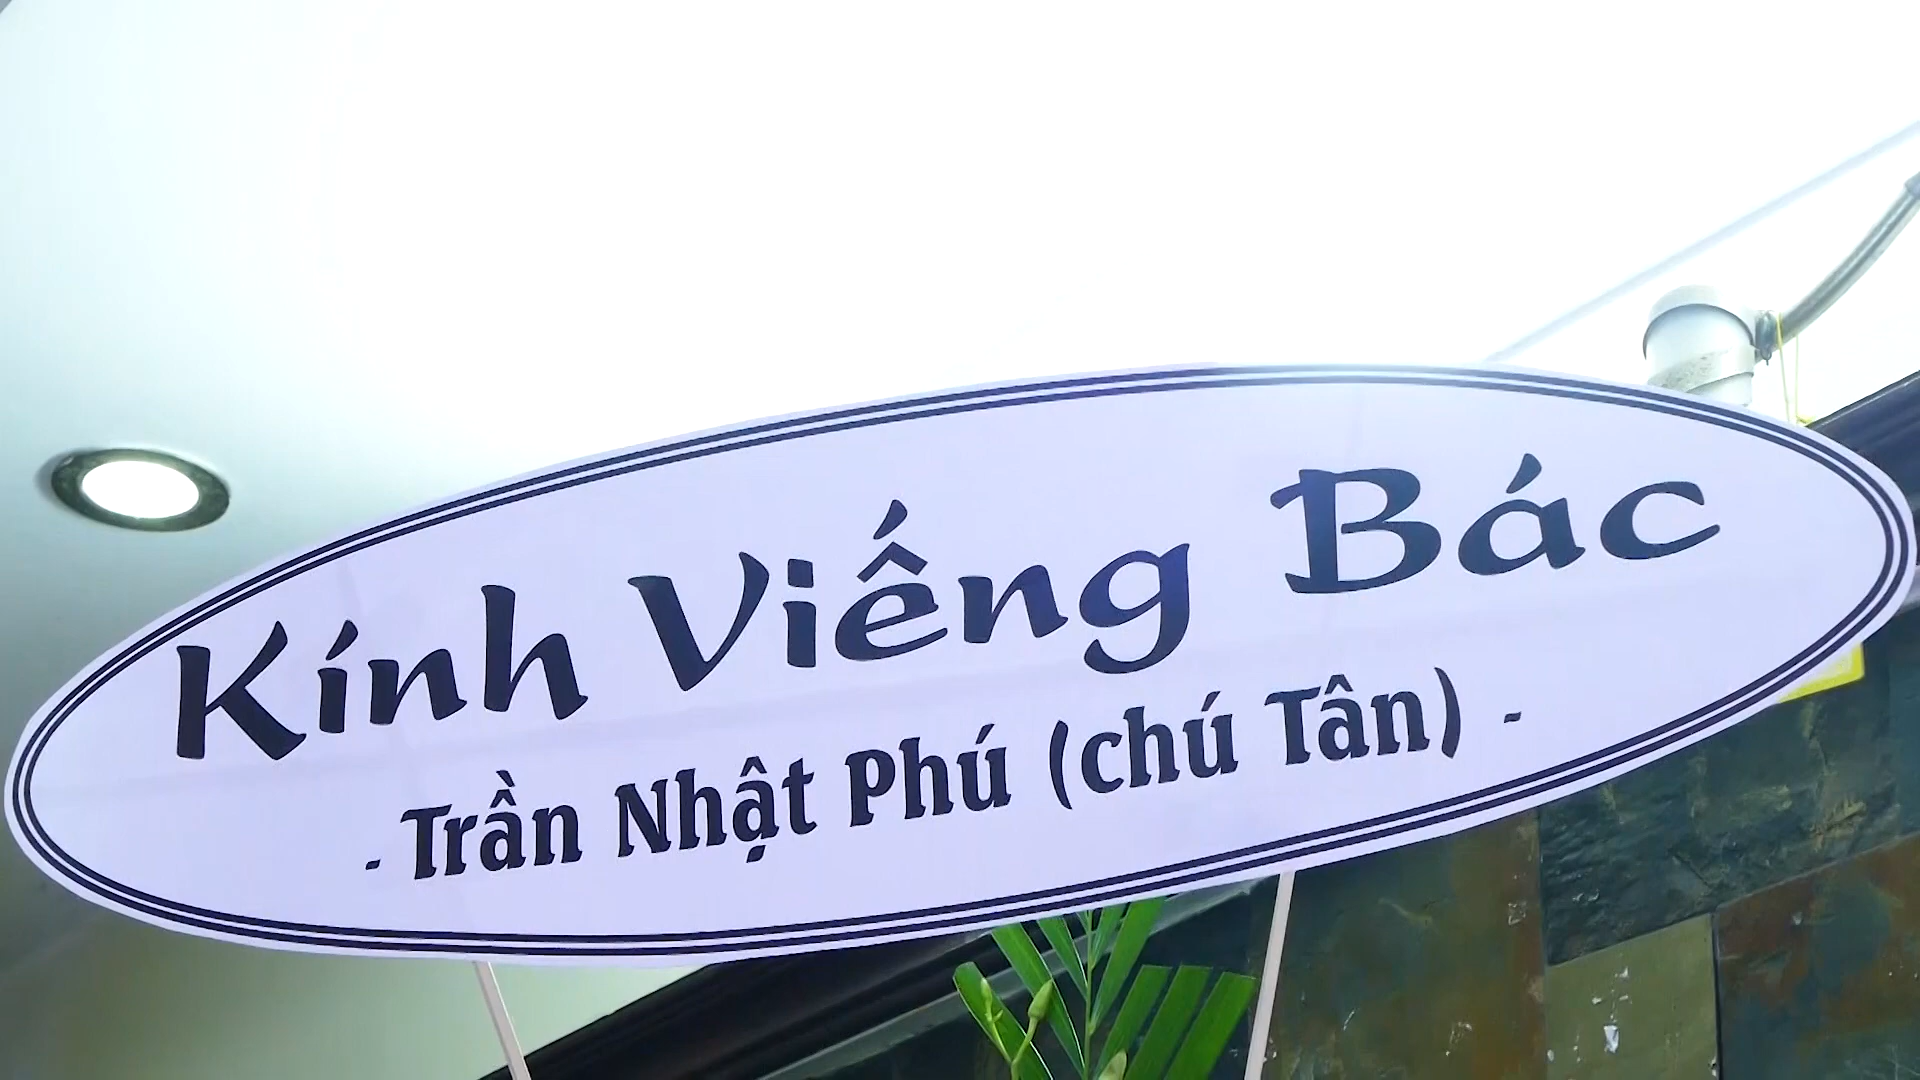 Kính Viếng Bác
- Trần Nhật Phú (chú Tân) -